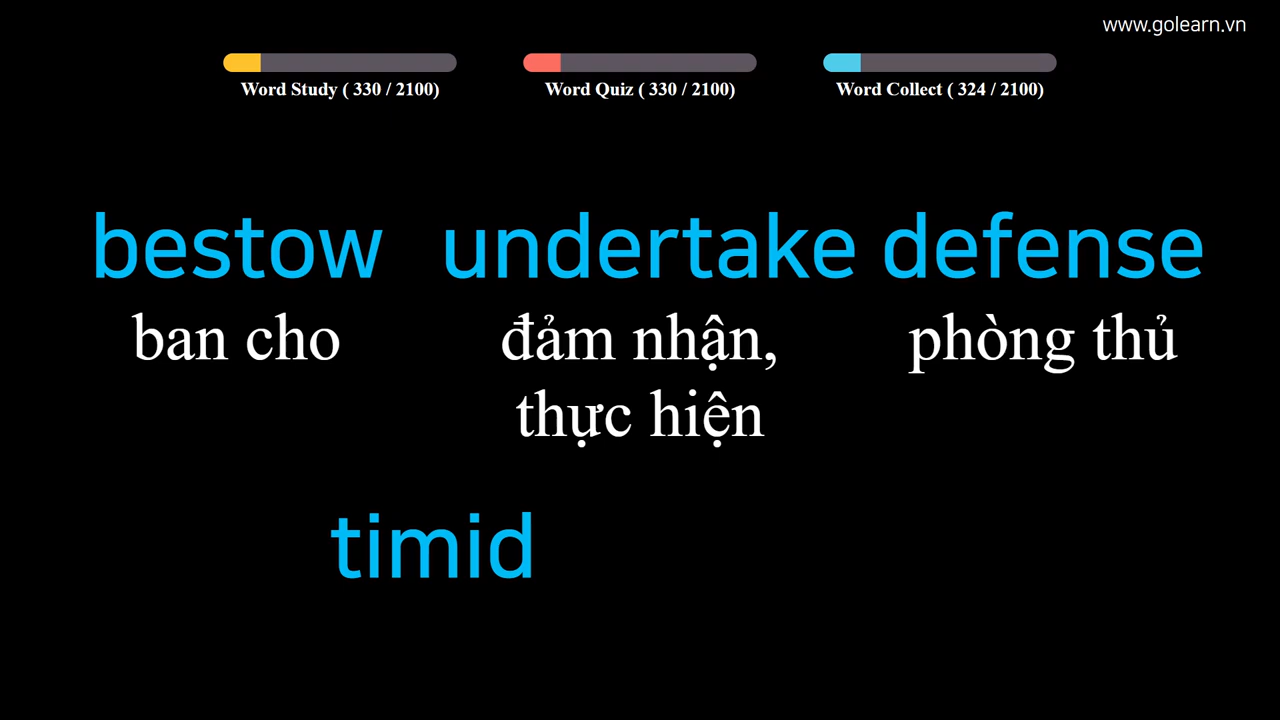 www.golearn.vn
Word Study ( 330 / 2100)
Word Quiz ( 330 / 2100)
Word Collect ( 324 / 2100)
bestow
undertake
defense
ban cho
đảm nhận,
phòng thủ
thực hiện
timid